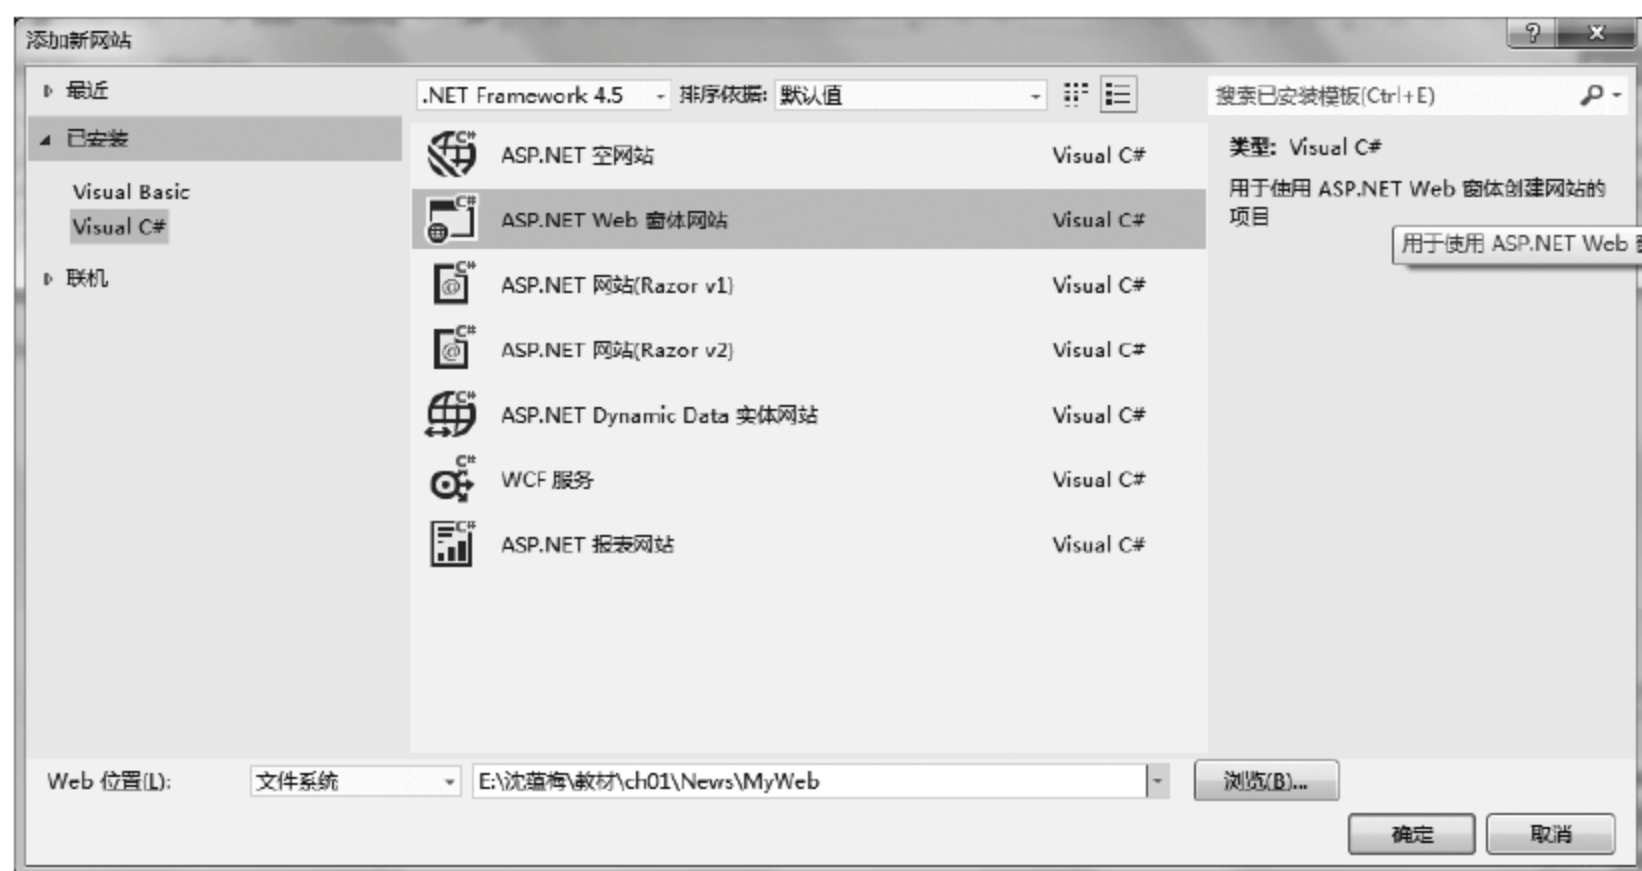 添加新网站
最近
已安装
Visual Basic
Visual C#
联机
.NET Framework 4.5 排序依据: 默认值
ASP.NET 空网站 Visual C#
ASP.NET Web 窗体网站 Visual C#
ASP.NET 网站(Razor v1) Visual C#
ASP.NET 网站(Razor v2) Visual C#
ASP.NET Dynamic Data 实体网站 Visual C#
WCF 服务 Visual C#
ASP.NET 报表网站 Visual C#
搜索已安装模板(Ctrl+E)
类型: Visual C#
用于使用 ASP.NET Web 窗体创建网站的
项目
用于使用 ASP.NET Web
Web 位置(L): 文件系统 E:\沈蕴梅\教材\ch01\News\MyWeb 浏览(B)...
确定 取消